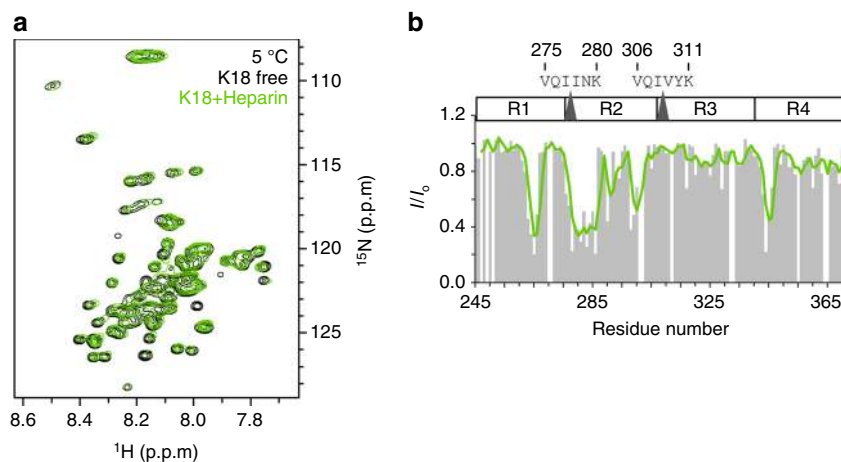 a
5 °C
K18 free
K18+Heparin
110
115
120
125
¹⁵N (p.p.m)
8.6 8.4 8.2 8.0 7.8
¹H (p.p.m)
b
275 280 306 311
VQIINK VQIVYK
R1 R2 R3 R4
1.2
0.8
0.4
0.0
I/Iₒ
245 285 325 365
Residue number